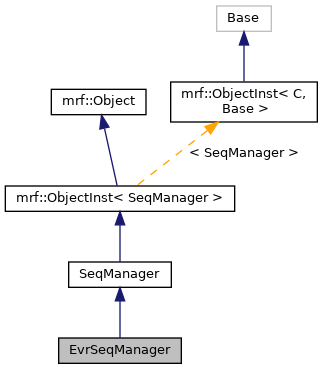 Base
mrf::ObjectInst< C,
Base >
mrf::Object
< SeqManager >
mrf::ObjectInst< SeqManager >
SeqManager
EvrSeqManager